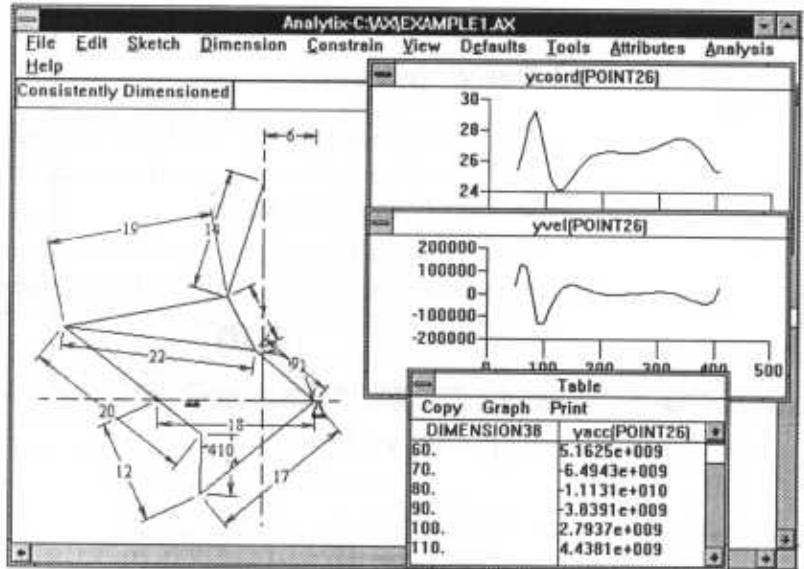 Analytix-C:\AX\EXAMPLE1.AX
File Edit Sketch Dimension Constrain View Defaults Tools Attributes Analysis
Help
Consistently Dimensioned
ycoord(POINT26)
30
28
26
24
yvel(POINT26)
200000
100000
0
-100000
-200000
0. 100 200 300 400 500
6
19
14
22
91
20
18
410
12
17
Table
Copy Graph Print
DIMENSION38 yacc(POINT26)
60. 5.1625e+009
70. -6.4943e+009
80. -1.1131e+010
90. -3.8391e+009
100. 2.7937e+009
110. 4.4381e+009